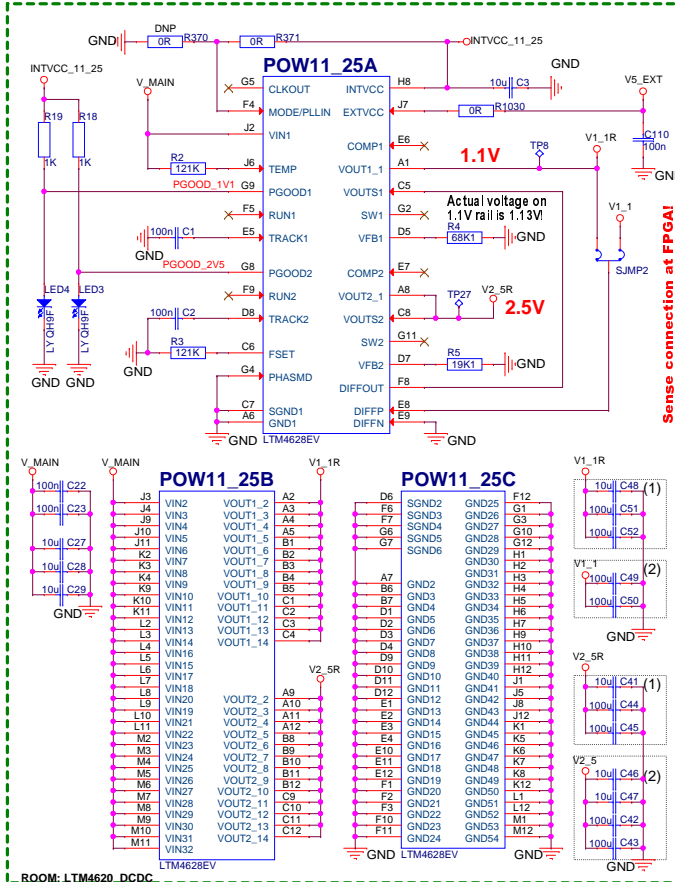 DNP
GND
0R
R370
0R
R371
INTVCC_11_25
INTVCC_11_25
POW11_25A
V_MAIN
R19
R18
1K
1K
G5
CLKOUT
F4
MODE/PLLIN
J2
VIN1
R2
121K
J6
TEMP
PGOOD_1V1
G9
PGOOD1
F5
RUN1
100n
C1
E5
TRACK1
GND
PGOOD_2V5
G8
PGOOD2
F9
RUN2
100n
C2
D8
TRACK2
R3
121K
C6
FSET
GND
G4
PHASMD
C7
SGND1
A6
GND1
GND
LTM4628EV
LED4
LED3
LY QH9F
LY QH9F
GND
GND
INTVCC
H8
10u
C3
GND
EXTVCC
J7
0R
R1030
V5_EXT
C110
100n
GND
COMP1
E6
VOUT1_1
A1
1.1V
TP8
V1_1R
VOUTS1
C5
Actual voltage on
1.1V rail is 1.13V!
V1_1
SW1
G2
VFB1
D5
R4
68K1
GND
SJMP2
COMP2
E7
VOUT2_1
A8
TP27
V2_5R
VOUTS2
C8
2.5V
SW2
G11
VFB2
D7
R5
19K1
GND
DIFFOUT
F8
DIFFP
E8
DIFFN
E9
GND
Sense connection at FPGA!
V_MAIN
100n C22
100n C23
10u C27
10u C28
10u C29
GND
V_MAIN
POW11_25B
V1_1R
J3 VIN2 VOUT1_2 A2
J4 VIN3 VOUT1_3 A3
J9 VIN4 VOUT1_4 A4
J10 VIN5 VOUT1_5 A5
J11 VIN6 VOUT1_6 B1
K2 VIN7 VOUT1_7 B2
K3 VIN8 VOUT1_8 B3
K4 VIN9 VOUT1_9 B4
K9 VIN10 VOUT1_10 B5
K10 VIN11 VOUT1_11 C1
K11 VIN12 VOUT1_12 C2
L2 VIN13 VOUT1_13 C3
L3 VIN14 VOUT1_14 C4
L4 VIN15
L5 VIN16
L6 VIN17
L7 VIN18
V2_5R
L8 VIN20 VOUT2_2 A9
L9 VIN19 VOUT2_3 A10
L10 VIN21 VOUT2_4 A11
L11 VIN22 VOUT2_5 A12
M2 VIN23 VOUT2_6 B8
M3 VIN24 VOUT2_7 B9
M4 VIN25 VOUT2_8 B10
M5 VIN26 VOUT2_9 B11
M6 VIN27 VOUT2_10 B12
M7 VIN28 VOUT2_11 C9
M8 VIN29 VOUT2_12 C10
M9 VIN30 VOUT2_13 C11
M10 VIN31 VOUT2_14 C12
M11 VIN32
LTM4628EV
POW11_25C
D6 SGND2 GND25 F12
F6 SGND3 GND26 G1
F7 SGND4 GND27 G3
G6 SGND5 GND28 G10
G7 SGND6 GND29 G12
GND30 H1
GND31 H2
A7 GND2 GND32 H3
B6 GND3 GND33 H4
B7 GND4 GND34 H5
D1 GND5 GND35 H6
D2 GND6 GND36 H7
D3 GND7 GND37 H9
D4 GND8 GND38 H10
D9 GND9 GND39 H11
D10 GND10 GND40 H12
D11 GND11 GND41 J1
D12 GND12 GND42 J5
E1 GND13 GND43 J8
E2 GND14 GND44 J12
E3 GND15 GND45 K1
E4 GND16 GND46 K5
E10 GND17 GND47 K6
E11 GND18 GND48 K7
E12 GND19 GND49 K8
F1 GND20 GND50 K12
F2 GND21 GND51 L1
F3 GND22 GND52 L12
F10 GND23 GND53 M1
F11 GND24 GND54 M12
GND
LTM4628EV
GND
V1_1R
10u C48 (1)
100u C51
100u C52
V1_1
(2)
100u C49
100u C50
GND
V2_5R
10u C41 (1)
100u C44
100u C45
V2_5
10u C46 (2)
10u C47
100u C42
100u C43
GND
ROOM: LTM4620_DCDC